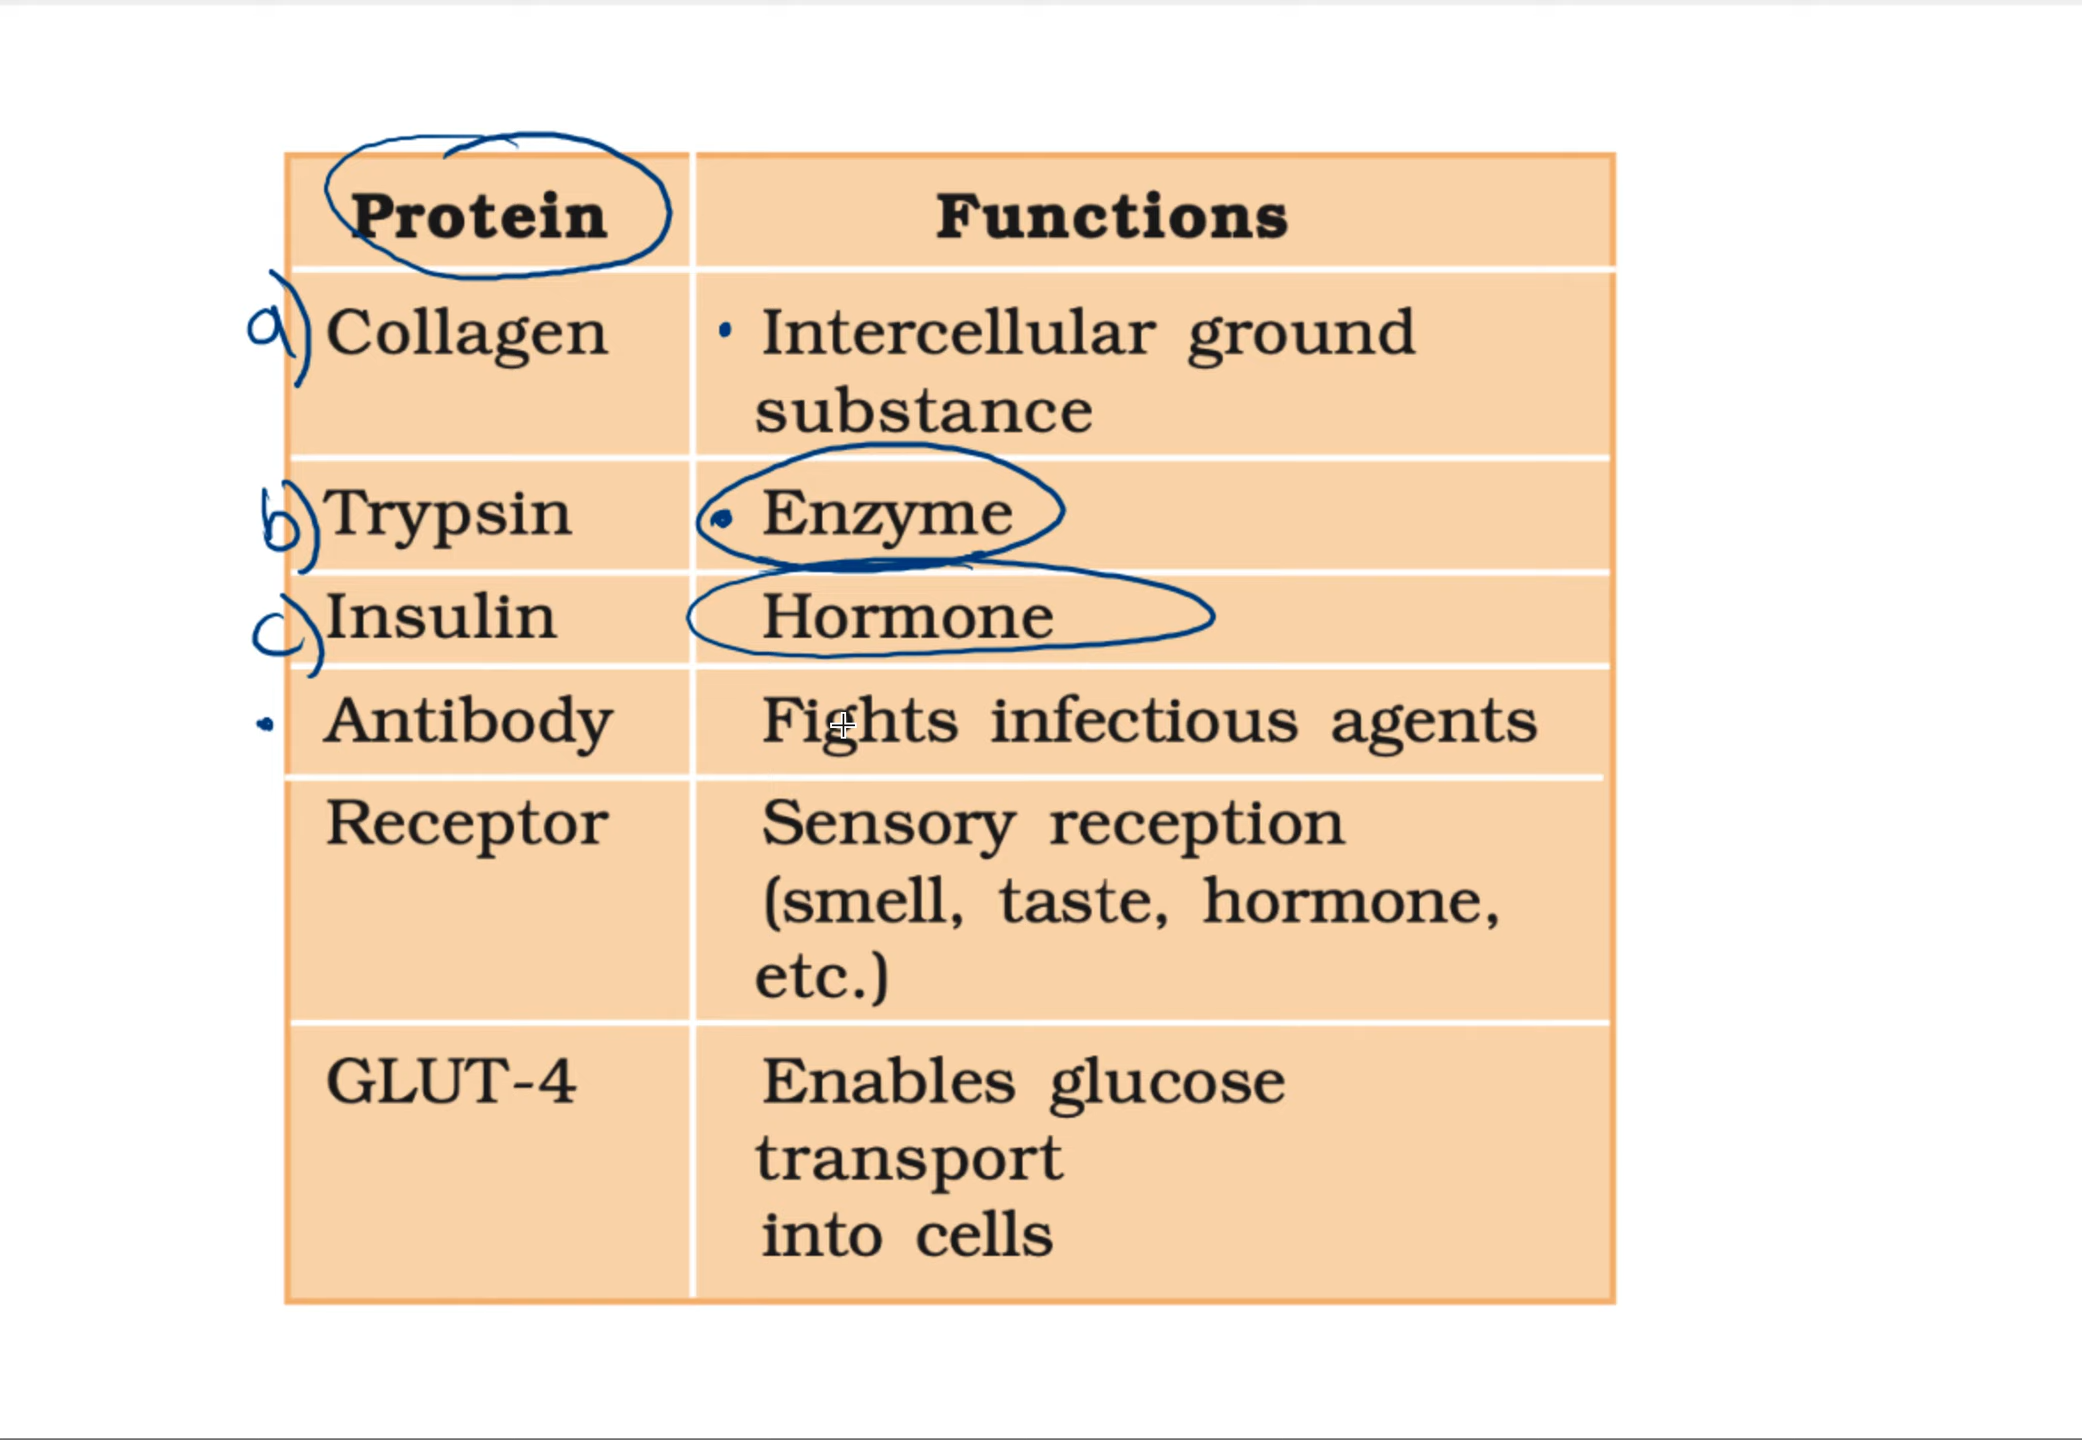 Protein Functions
a) Collagen • Intercellular ground
substance
b) Trypsin • Enzyme
c) Insulin Hormone
• Antibody Fights infectious agents
Receptor Sensory reception
(smell, taste, hormone,
etc.)
GLUT-4 Enables glucose
transport
into cells